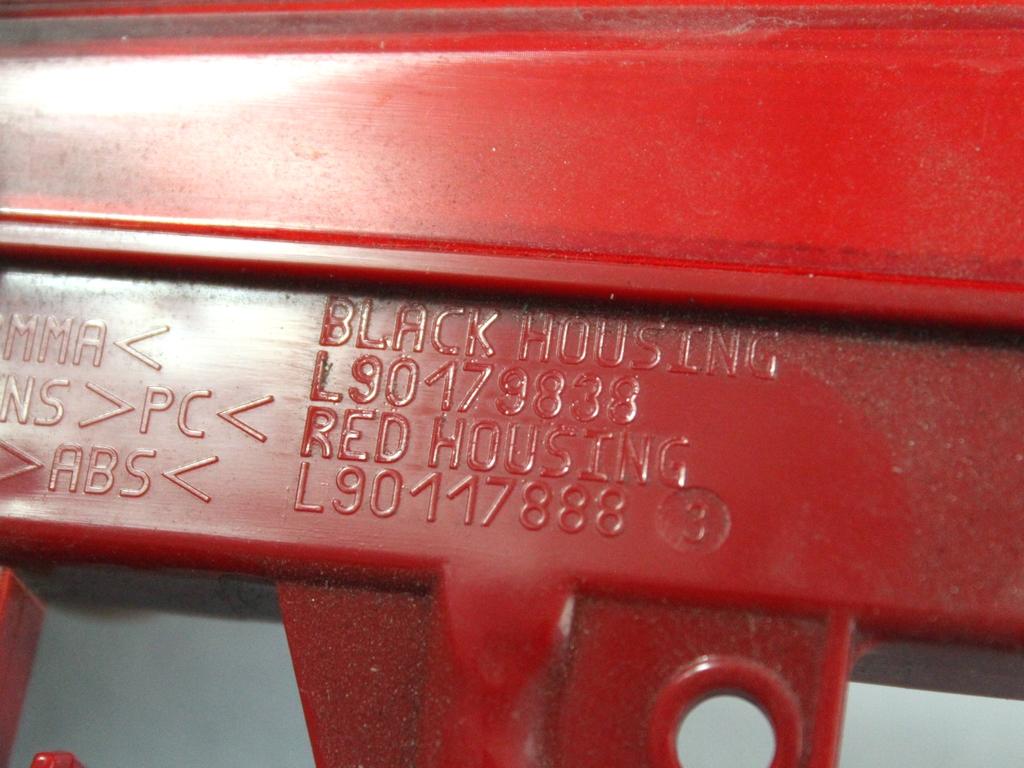 MMA<
NS >PC<
>ABS<
BLACK HOUSING
L90179838
RED HOUSING
L90117888 3